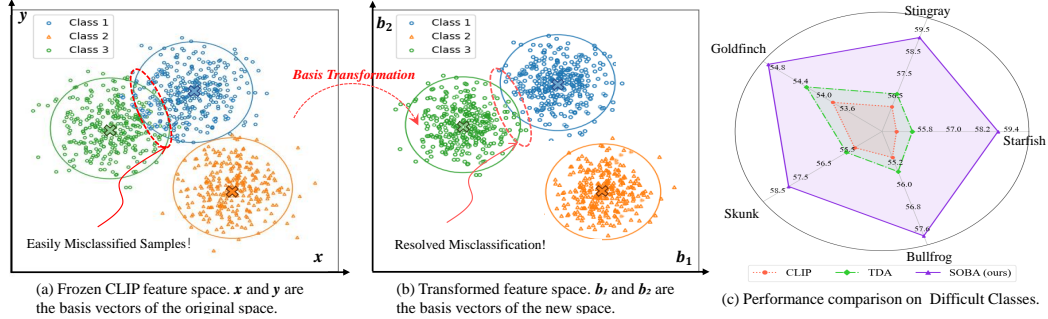 y
Class 1
Class 2
Class 3
Easily Misclassified Samples!
x
(a) Frozen CLIP feature space. x and y are
the basis vectors of the original space.
Basis Transformation
b₂
Class 1
Class 2
Class 3
Resolved Misclassification!
b₁
(b) Transformed feature space. b₁ and b₂ are
the basis vectors of the new space.
Stingray
59.5
58.5
57.5
56.5
Goldfinch
54.8
54.4
54.0
53.6
55.8
57.0
58.2
59.4
Starfish
55.5
56.5
57.5
58.5
Skunk
55.2
56.0
56.8
57.6
Bullfrog
CLIP
TDA
SOBA (ours)
(c) Performance comparison on Difficult Classes.